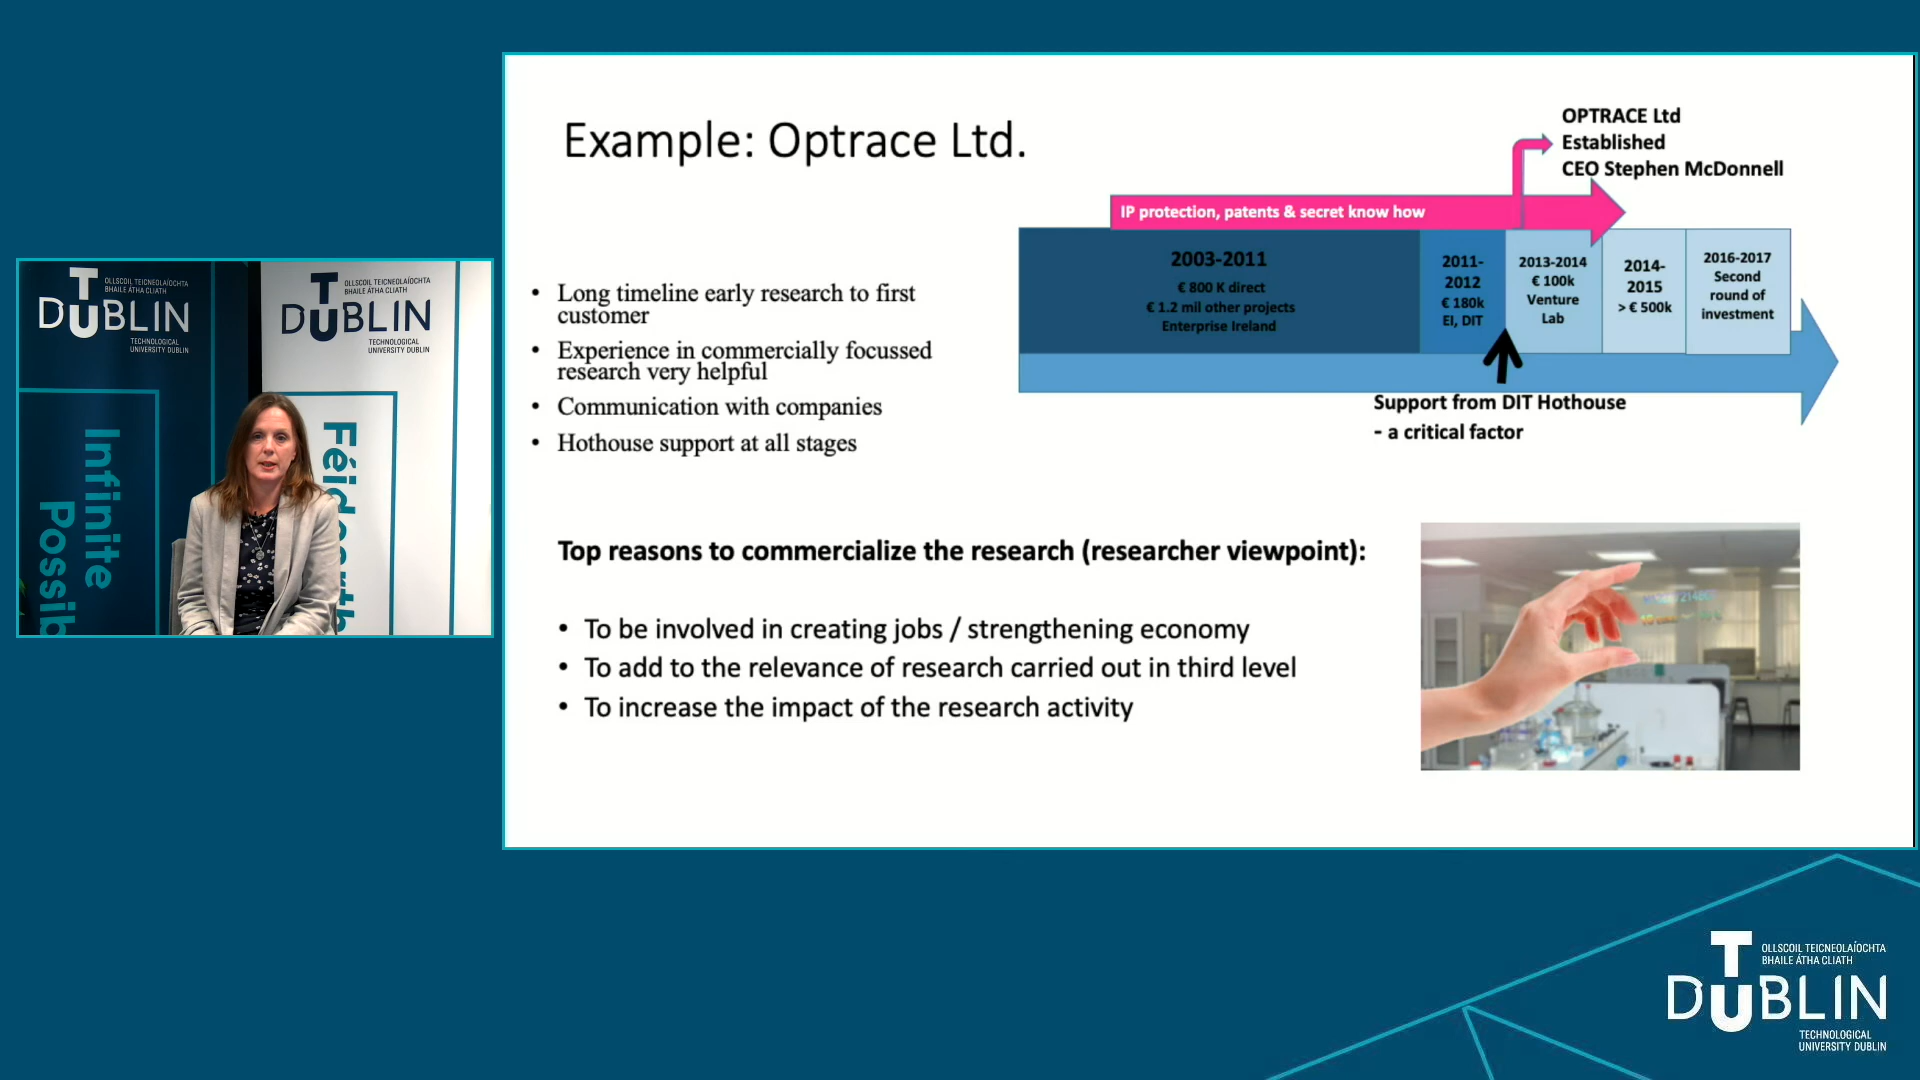 Example: Optrace Ltd.
OPTRACE Ltd
Established
CEO Stephen McDonnell
IP protection, patents & secret know how
2003-2011
€ 800 K direct
€ 1.2 mil other projects
Enterprise Ireland
2011-
2012
€ 180k
EI, DIT
2013-2014
€ 100k
Venture
Lab
2014-
2015
> € 500k
2016-2017
Second
round of
investment
Support from DIT Hothouse
- a critical factor
• Long timeline early research to first
customer
• Experience in commercially focussed
research very helpful
• Communication with companies
• Hothouse support at all stages
Top reasons to commercialize the research (researcher viewpoint):
• To be involved in creating jobs / strengthening economy
• To add to the relevance of research carried out in third level
• To increase the impact of the research activity
OLLSCOIL TEICNEOLAÍOCHTA
BHAILE ÁTHA CLIATH
TU DUBLIN
TECHNOLOGICAL
UNIVERSITY DUBLIN
OLLSCOIL TEICNEOLAÍOCHTA
BHAILE ÁTHA CLIATH
TU DUBLIN
TECHNOLOGICAL
UNIVERSITY DUBLIN
Infinite
Possib
OLLSCOIL TEICNEOLAÍOCHTA
BHAILE ÁTHA CLIATH
TU DUBLIN
TECHNOLOGICAL
UNIVERSITY DUBLIN